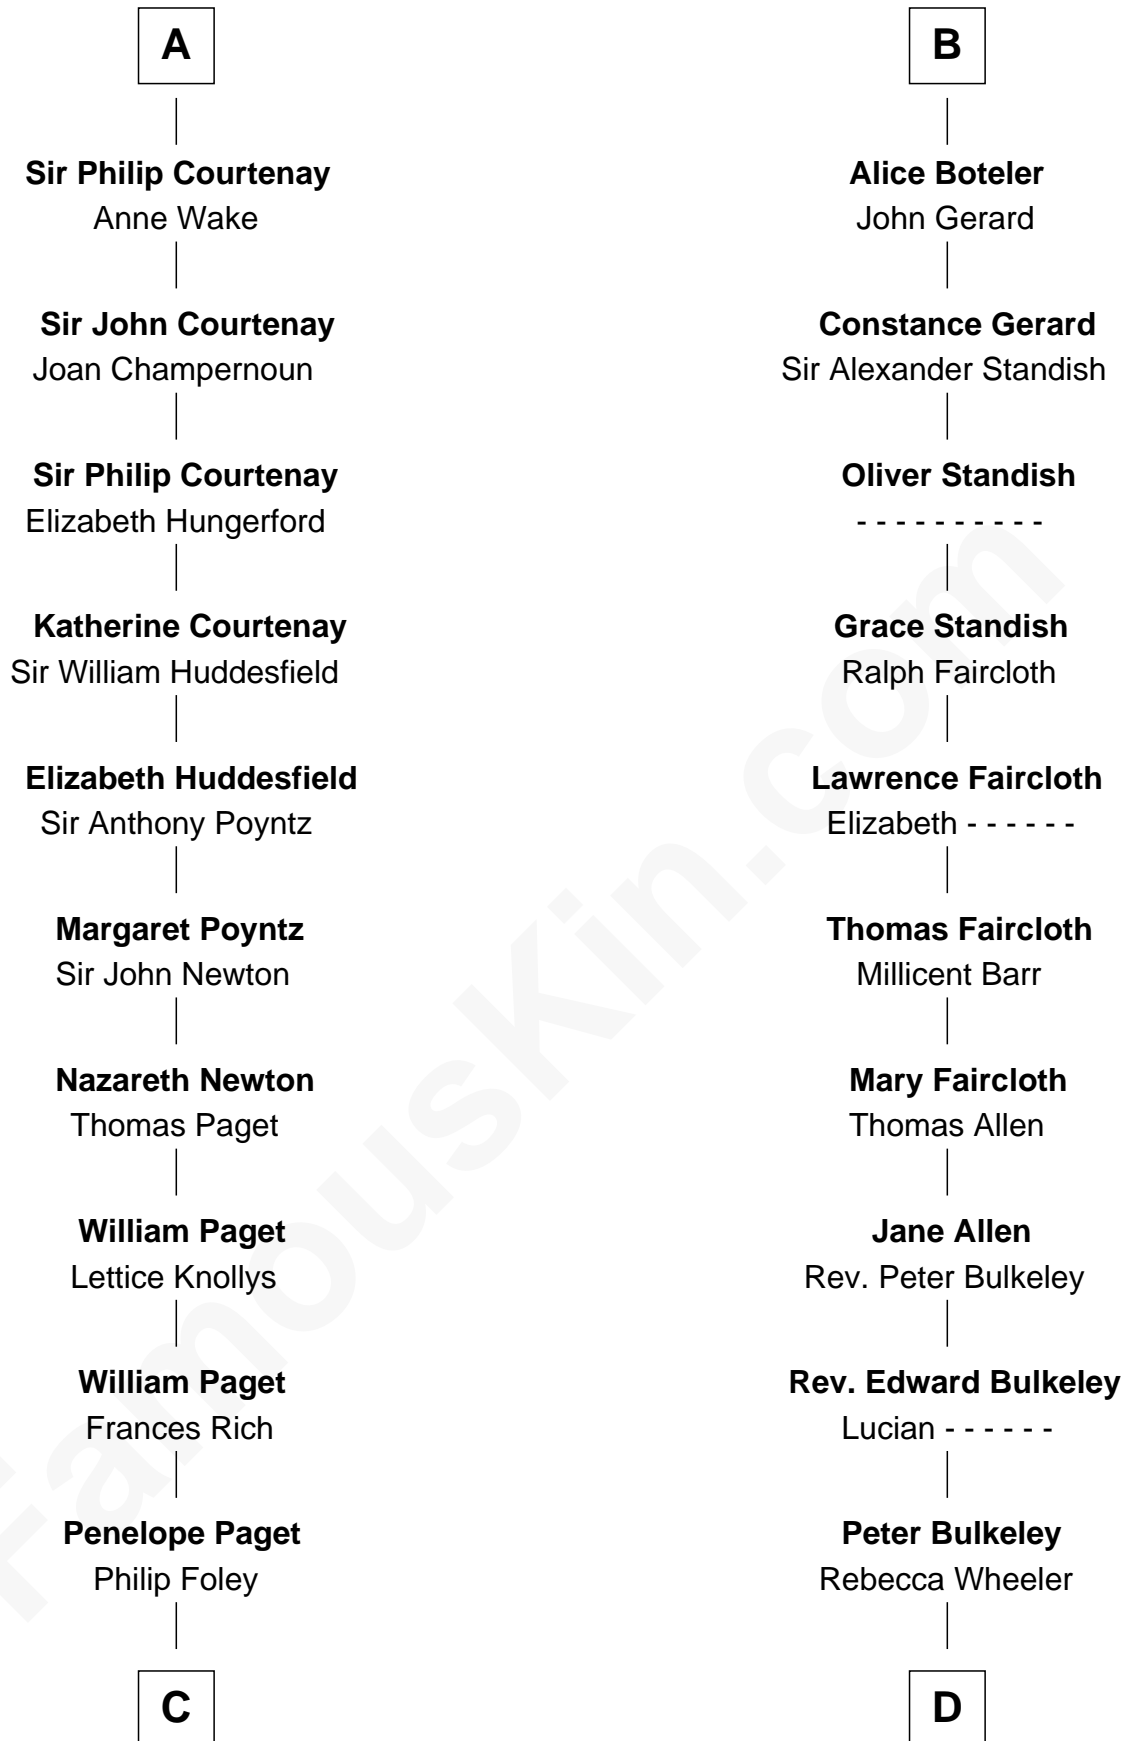 A
Sir Philip Courtenay
Anne Wake
Sir John Courtenay
Joan Champernoun
Sir Philip Courtenay
Elizabeth Hungerford
Katherine Courtenay
Sir William Huddesfield
Elizabeth Huddesfield
Sir Anthony Poyntz
Margaret Poyntz
Sir John Newton
Nazareth Newton
Thomas Paget
William Paget
Lettice Knollys
William Paget
Frances Rich
Penelope Paget
Philip Foley
C
B
Alice Boteler
John Gerard
Constance Gerard
Sir Alexander Standish
Oliver Standish
- - - - - - - - - -
Grace Standish
Ralph Faircloth
Lawrence Faircloth
Elizabeth - - - - - -
Thomas Faircloth
Millicent Barr
Mary Faircloth
Thomas Allen
Jane Allen
Rev. Peter Bulkeley
Rev. Edward Bulkeley
Lucian - - - - - -
Peter Bulkeley
Rebecca Wheeler
D
FamousKin.com